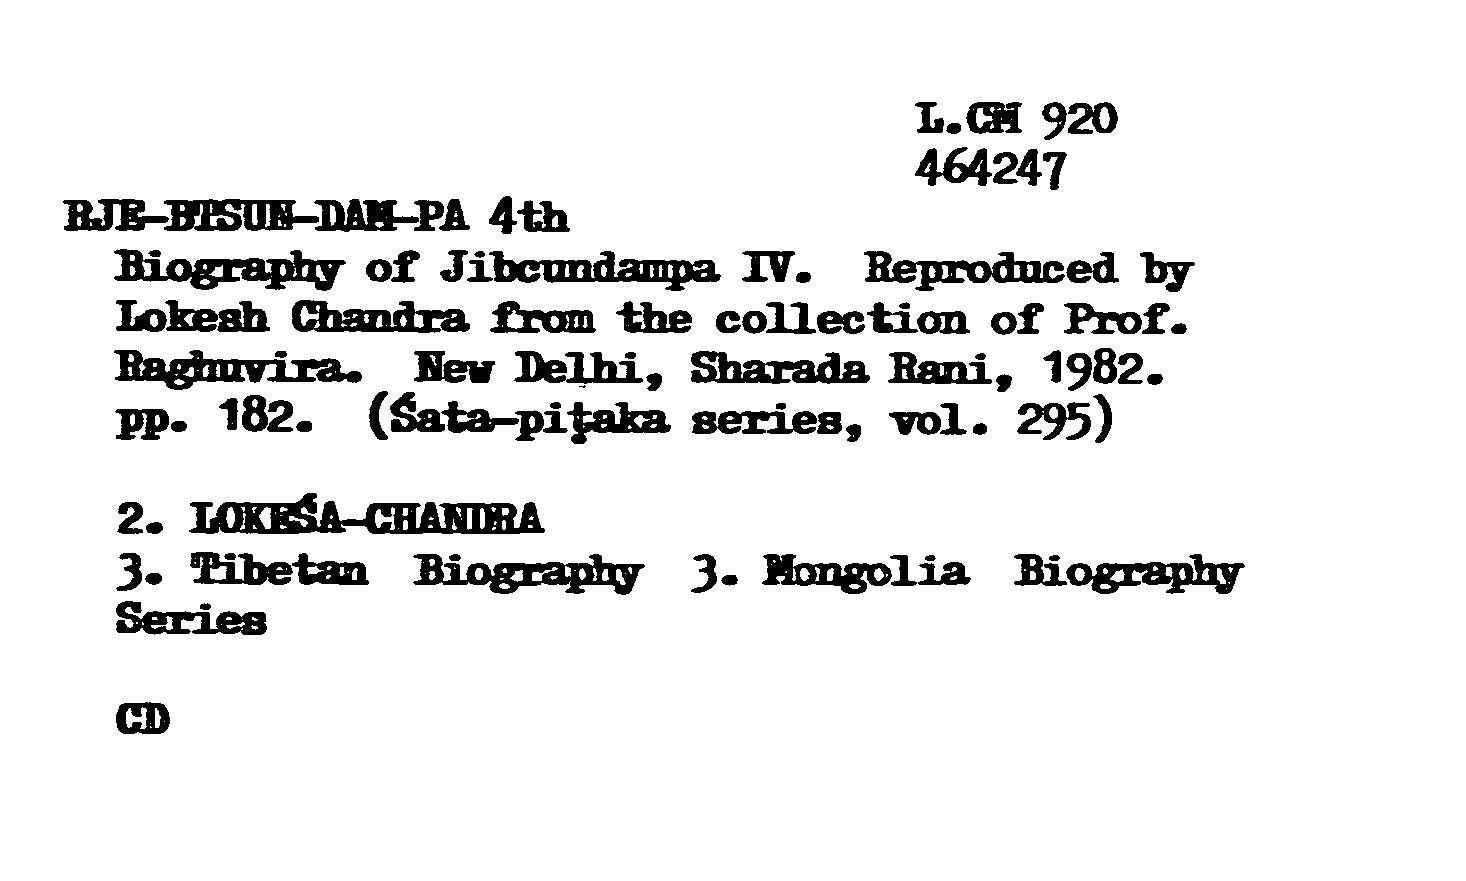 L.CM 920
464247
RJE-BTSUN-DAM-PA 4th
Biography of Jibcundampa IV. Reproduced by
Lokesh Chandra from the collection of Prof.
Raghuvira. New Delhi, Sharada Rani, 1982.
pp. 182. (Śata-piţaka series, vol. 295)
2. LOKEŚA-CHANDRA
3. Tibetan Biography 3. Mongolia Biography
Series
CD